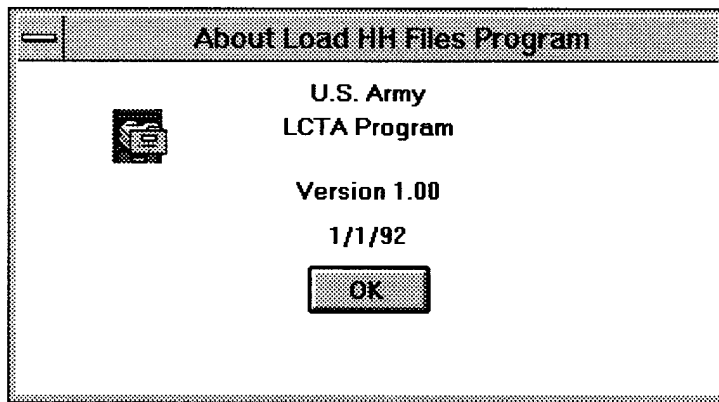 About Load HH Files Program
U.S. Army
LCTA Program
Version 1.00
1/1/92
OK